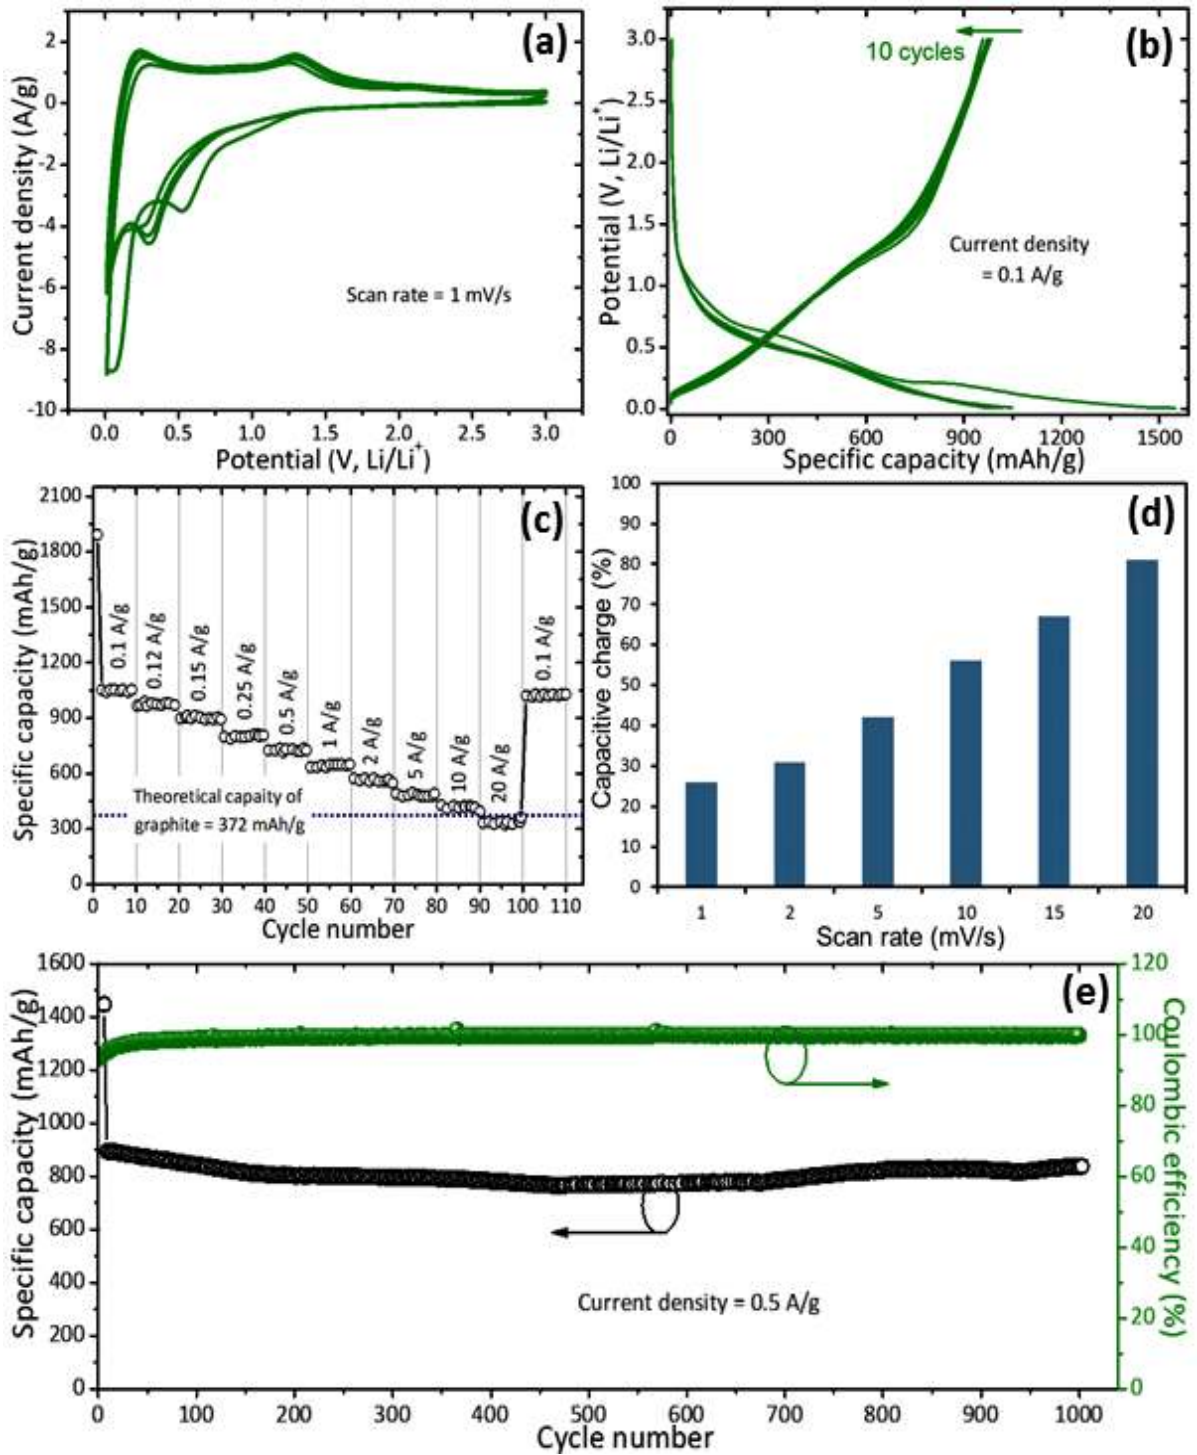 (a)
2
0
-2
-4
-6
-8
-10
Current density (A/g)
Scan rate = 1 mV/s
0.0 0.5 1.0 1.5 2.0 2.5 3.0
Potential (V, Li/Li+)
(b)
10 cycles
3.0
2.5
2.0
1.5
1.0
0.5
0.0
Potential (V, Li/Li+
Current density
= 0.1 A/g
0 300 600 900 1200 1500
Specific capacity (mAh/g)
(c)
2100
1800
1500
1200
900
600
300
0
Specific capacity (mAh/g)
0.1 A/g
0.12 A/g
0.15 A/g
0.25 A/g
0.5 A/g
1 A/g
2 A/g
5 A/g
10 A/g
20 A/g
0.1 A/g
Theoretical capaity of
graphite = 372 mAh/g
0 10 20 30 40 50 60 70 80 90 100 110
Cycle number
(d)
100
90
80
70
60
50
40
30
20
10
0
Capacitive charge (%)
1 2 5 10 15 20
Scan rate (mV/s)
(e)
1600
1400
1200
1000
800
600
400
200
0
Specific capacity (mAh/g)
120
100
80
60
40
20
0
Coulombic efficiency (%)
Current density = 0.5 A/g
0 100 200 300 400 500 600 700 800 900 1000
Cycle number